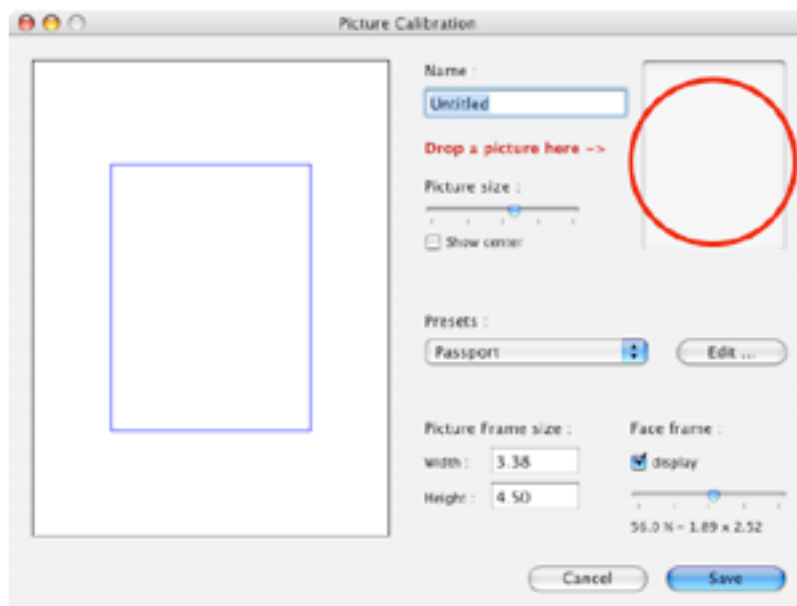 Picture Calibration
Name :
Untitled
Drop a picture here ->
Picture size :
Show center
Presets :
Passport
Edit ...
Picture Frame size :
Face frame :
Width :
3.38
display
Height :
4.50
56.0 % - 1.89 x 2.52
Cancel
Save